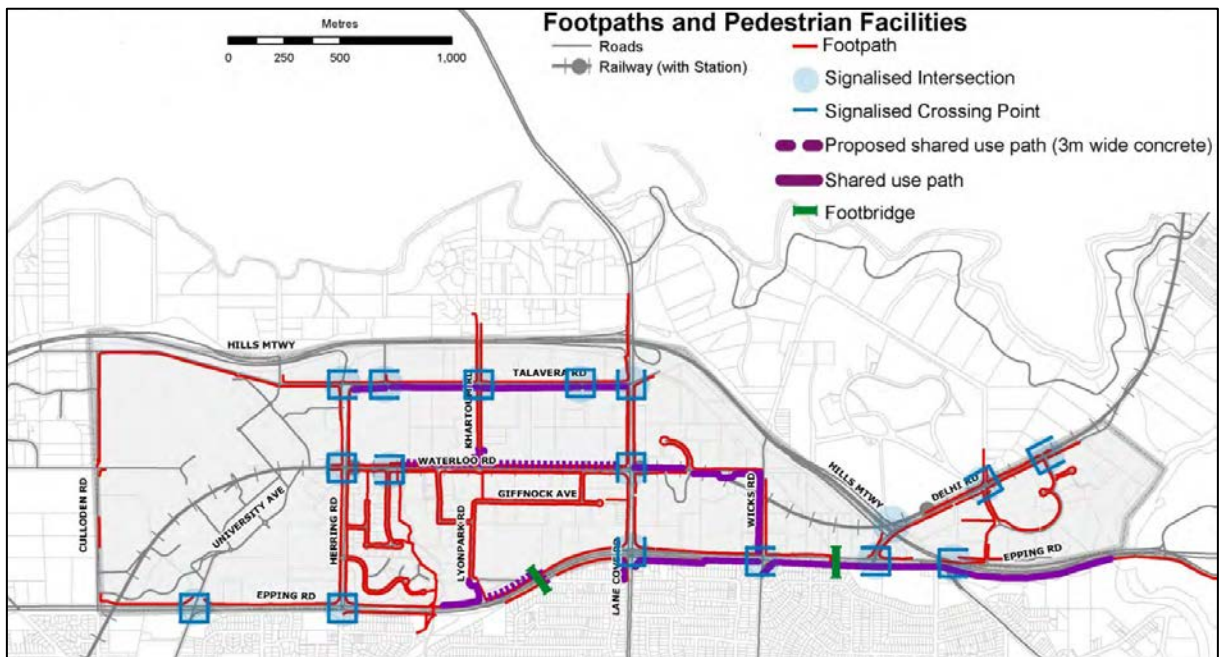 Footpaths and Pedestrian Facilities
Metres
0 250 500 1,000
Roads
Railway (with Station)
Footpath
Signalised Intersection
Signalised Crossing Point
Proposed shared use path (3m wide concrete)
Shared use path
Footbridge
HILLS MTWY
TALAVERA RD
KHARTOUM RD
WATERLOO RD
GIFFNOCK AVE
CULLODEN RD
UNIVERSITY AVE
HERRING RD
LYONPARK RD
LANE COVE RD
WICKS RD
HILLS MTWY
DELHI RD
EPPING RD
EPPING RD